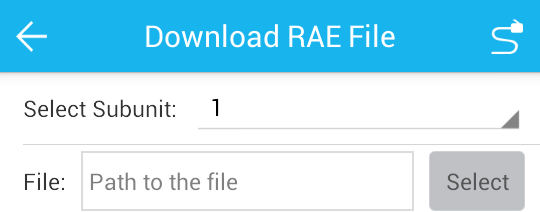 Download RAE File
Select Subunit: 1
File: Path to the file Select